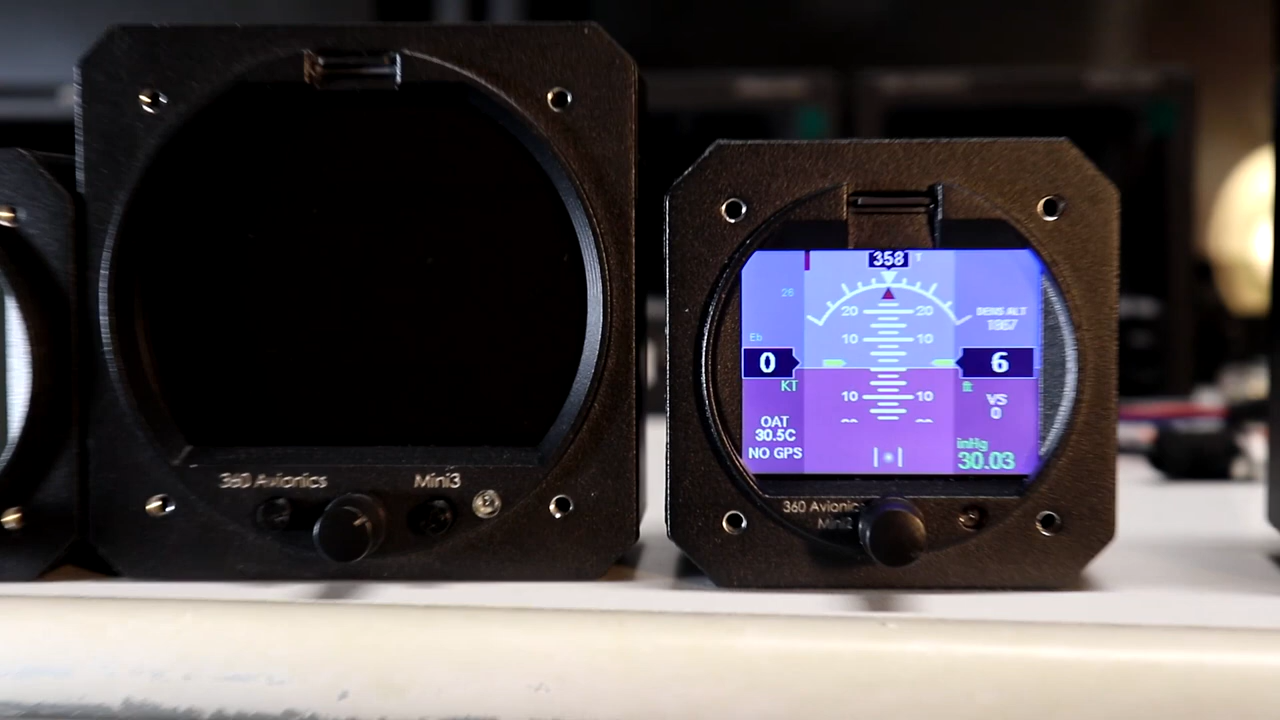 360 Avionics Mini3
358 T
26
20 20
DENS ALT
1867
10 10
Eb
0 6
KT ft
VS
0
10 10
OAT
30.5C
NO GPS
inHg
30.03
360 Avionics